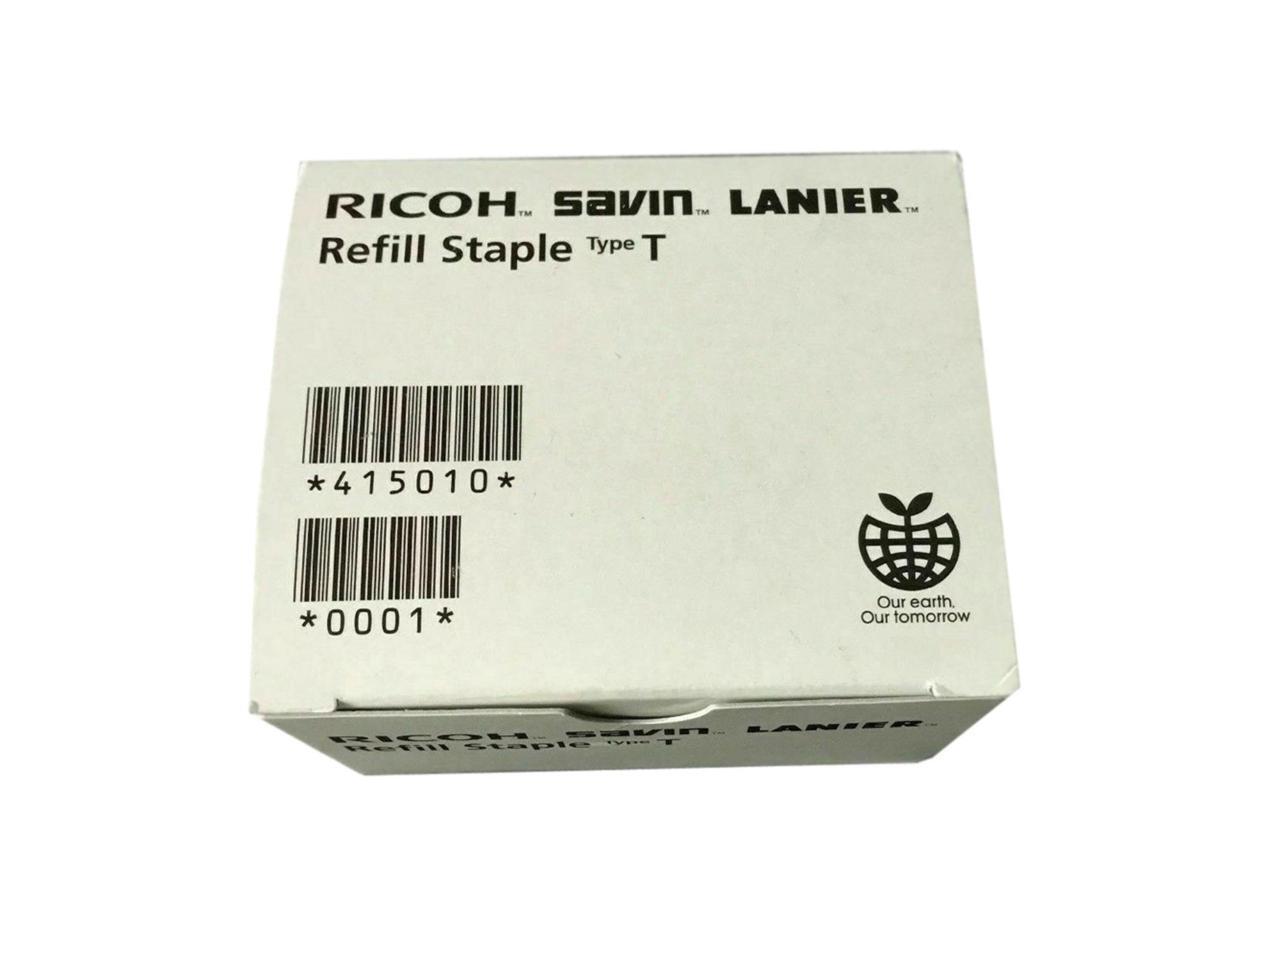 RICOH™ savin™ LANIER™
Refill Staple Type T
*415010*
*0001*
Our earth,
Our tomorrow
RICOH™ savin™ LANIER™
Refill Staple Type T